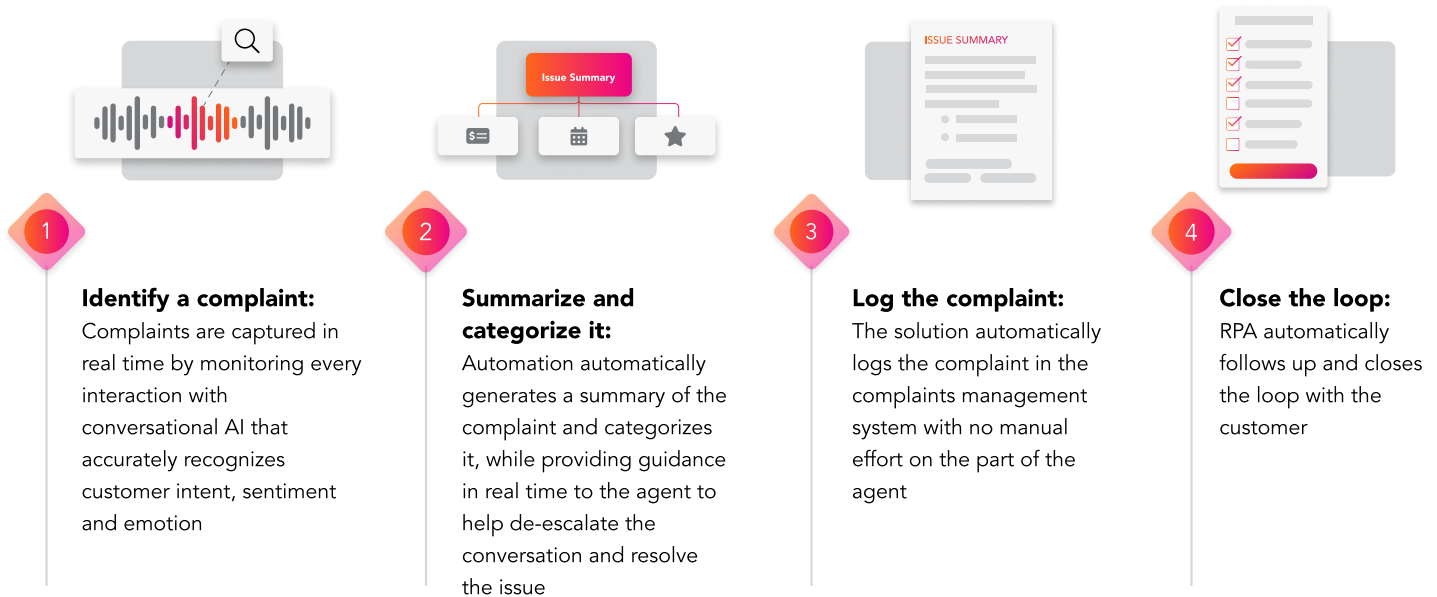 Issue Summary
ISSUE SUMMARY
1
Identify a complaint:
Complaints are captured in
real time by monitoring every
interaction with
conversational AI that
accurately recognizes
customer intent, sentiment
and emotion
2
Summarize and
categorize it:
Automation automatically
generates a summary of the
complaint and categorizes
it, while providing guidance
in real time to the agent to
help de-escalate the
conversation and resolve
the issue
3
Log the complaint:
The solution automatically
logs the complaint in the
complaints management
system with no manual
effort on the part of the
agent
4
Close the loop:
RPA automatically
follows up and closes
the loop with the
customer